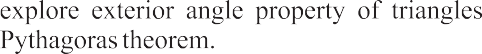 explore exterior angle property of triangles
Pythagoras theorem.